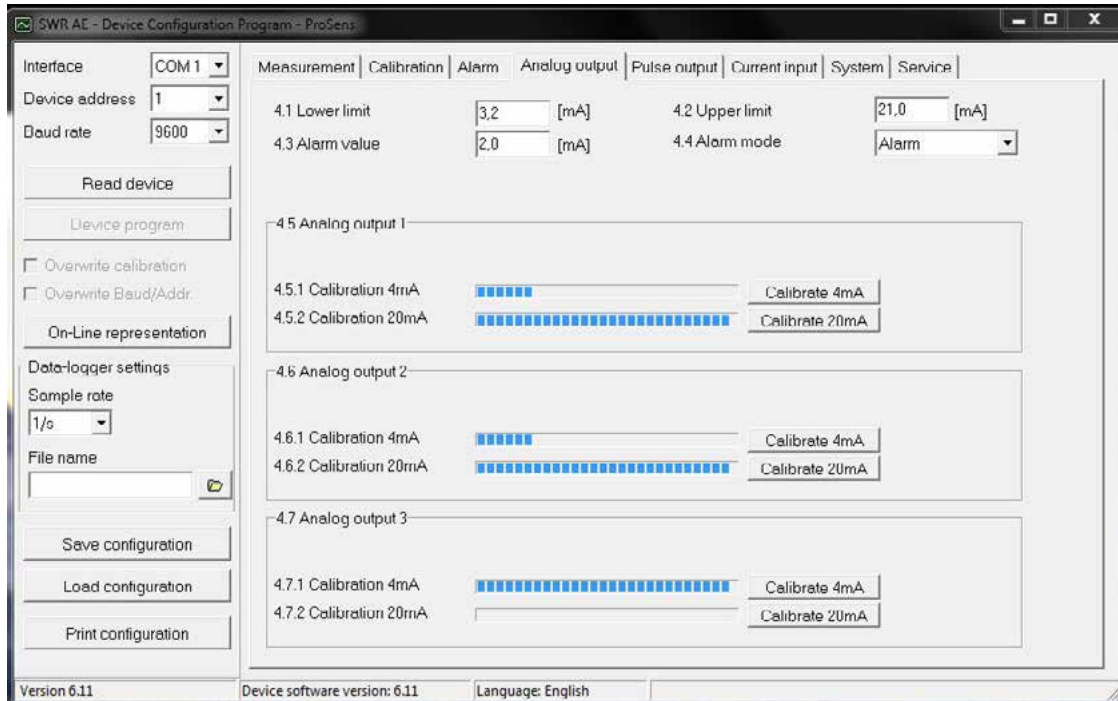 SWR AE - Device Configuration Program - ProSens
Interface COM 1
Device address 1
Baud rate 9600
Read device
Device program
Overwrite calibration
Overwrite Baud/Addr.
On-Line representation
Data-logger settings
Sample rate
1/s
File name
Save configuration
Load configuration
Print configuration
Measurement Calibration Alarm Analog output Pulse output Current input System Service
4.1 Lower limit 3,2 [mA] 4.2 Upper limit 21,0 [mA]
4.3 Alarm value 2,0 [mA] 4.4 Alarm mode Alarm
4.5 Analog output 1
4.5.1 Calibration 4mA Calibrate 4mA
4.5.2 Calibration 20mA Calibrate 20mA
4.6 Analog output 2
4.6.1 Calibration 4mA Calibrate 4mA
4.6.2 Calibration 20mA Calibrate 20mA
4.7 Analog output 3
4.7.1 Calibration 4mA Calibrate 4mA
4.7.2 Calibration 20mA Calibrate 20mA
Version 6.11 Device software version: 6.11 Language: English